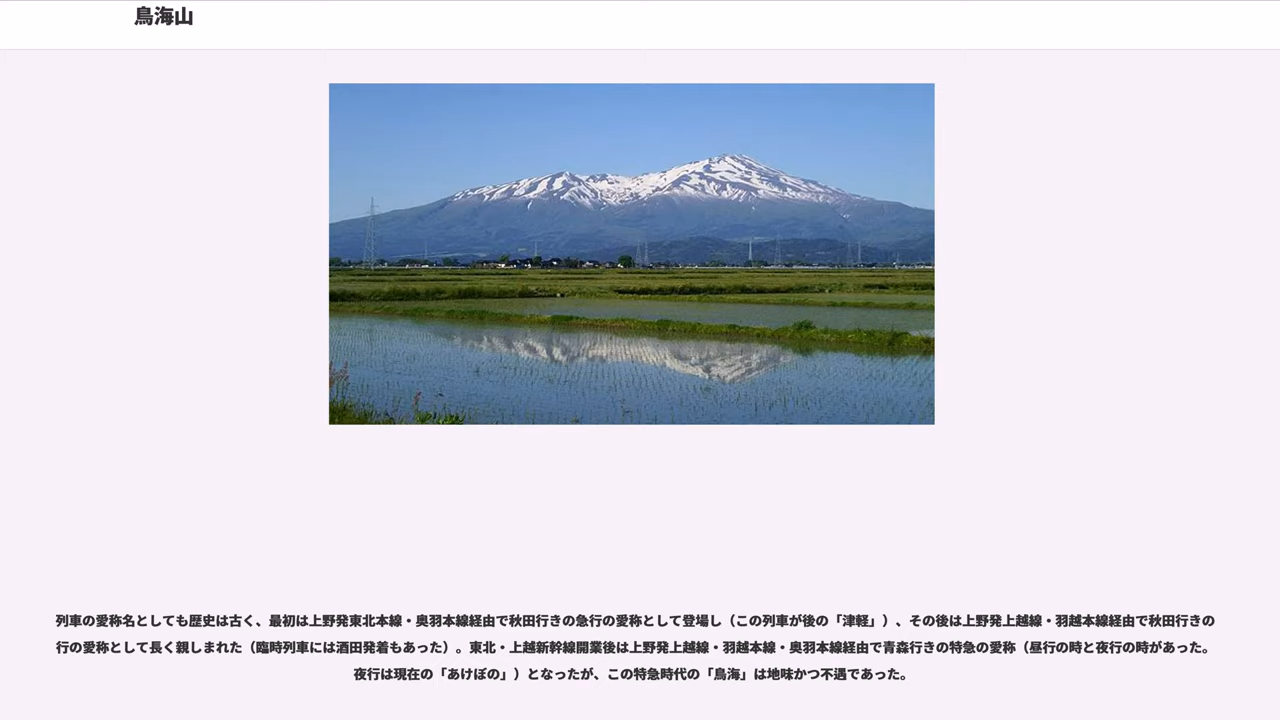 鳥海山
列車の愛称名としても歴史は古く、最初は上野発東北本線・奥羽本線経由で秋田行きの急行の愛称として登場し（この列車が後の「津軽」）、その後は上野発上越線・羽越本線経由で秋田行きの
行の愛称として長く親しまれた（臨時列車には酒田発着もあった）。東北・上越新幹線開業後は上野発上越線・羽越本線・奥羽本線経由で青森行きの特急の愛称（昼行の時と夜行の時があった。
夜行は現在の「あけぼの」）となったが、この特急時代の「鳥海」は地味かつ不遇であった。